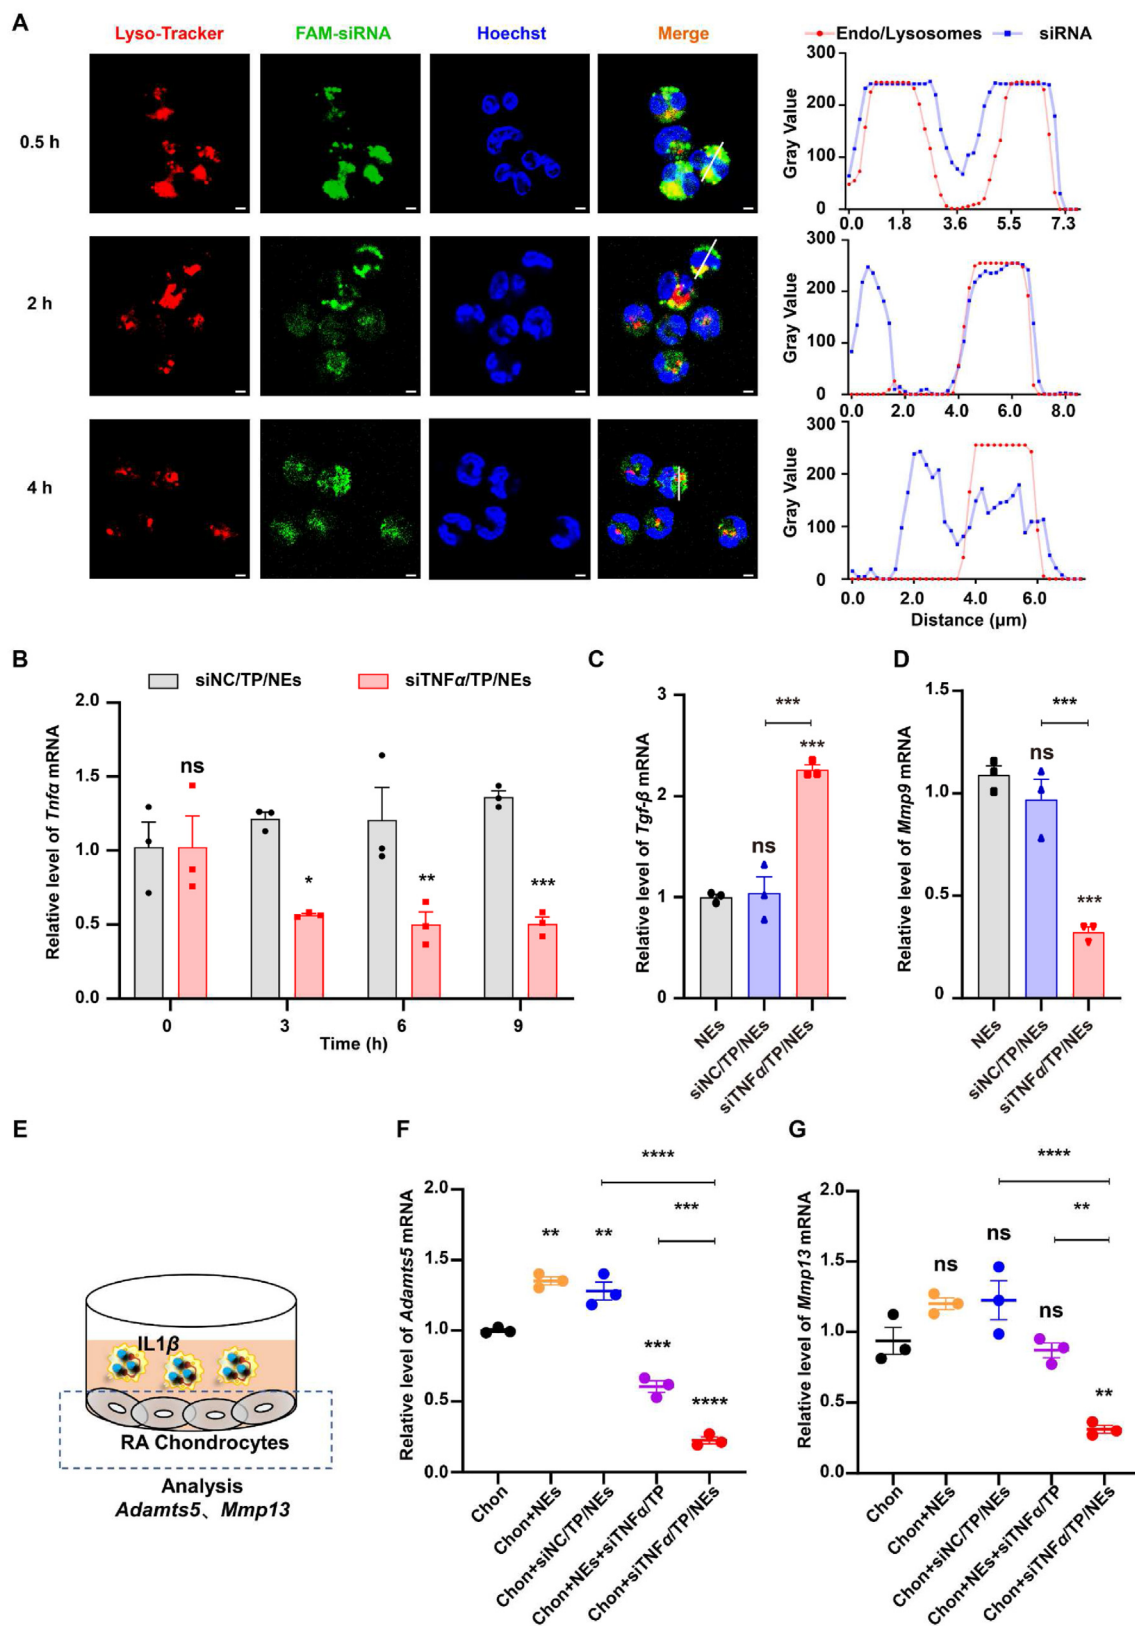 A
Lyso-Tracker FAM-siRNA Hoechst Merge
Endo/Lysosomes siRNA
0.5 h
Gray Value
300
200
100
0
0.0 1.8 3.6 5.5 7.3
2 h
Gray Value
300
200
100
0
0.0 2.0 4.0 6.0 8.0
4 h
Gray Value
300
200
100
0
0.0 2.0 4.0 6.0
Distance (µm)
B
siNC/TP/NEs siTNFα/TP/NEs
Relative level of Tnfα mRNA
2.0
1.5
1.0
0.5
0.0
ns
*
**
***
0 3 6 9
Time (h)
C
Relative level of Tgf-β mRNA
3
2
1
0
***
***
ns
NEs
siNC/TP/NEs
siTNFα/TP/NEs
D
Relative level of Mmp9 mRNA
1.5
1.0
0.5
0
***
ns
***
NEs
siNC/TP/NEs
siTNFα/TP/NEs
E
IL1β
RA Chondrocytes
Analysis
Adamts5、Mmp13
F
Relative level of Adamts5 mRNA
2.0
1.5
1.0
0.5
0.0
****
***
** **
***
****
Chon
Chon+NEs
Chon+siNC/TP/NEs
Chon+NEs+siTNFα/TP
Chon+siTNFα/TP/NEs
G
Relative level of Mmp13 mRNA
2.0
1.5
1.0
0.5
0.0
****
**
ns
ns
ns
**
Chon
Chon+NEs
Chon+siNC/TP/NEs
Chon+NEs+siTNFα/TP
Chon+siTNFα/TP/NEs